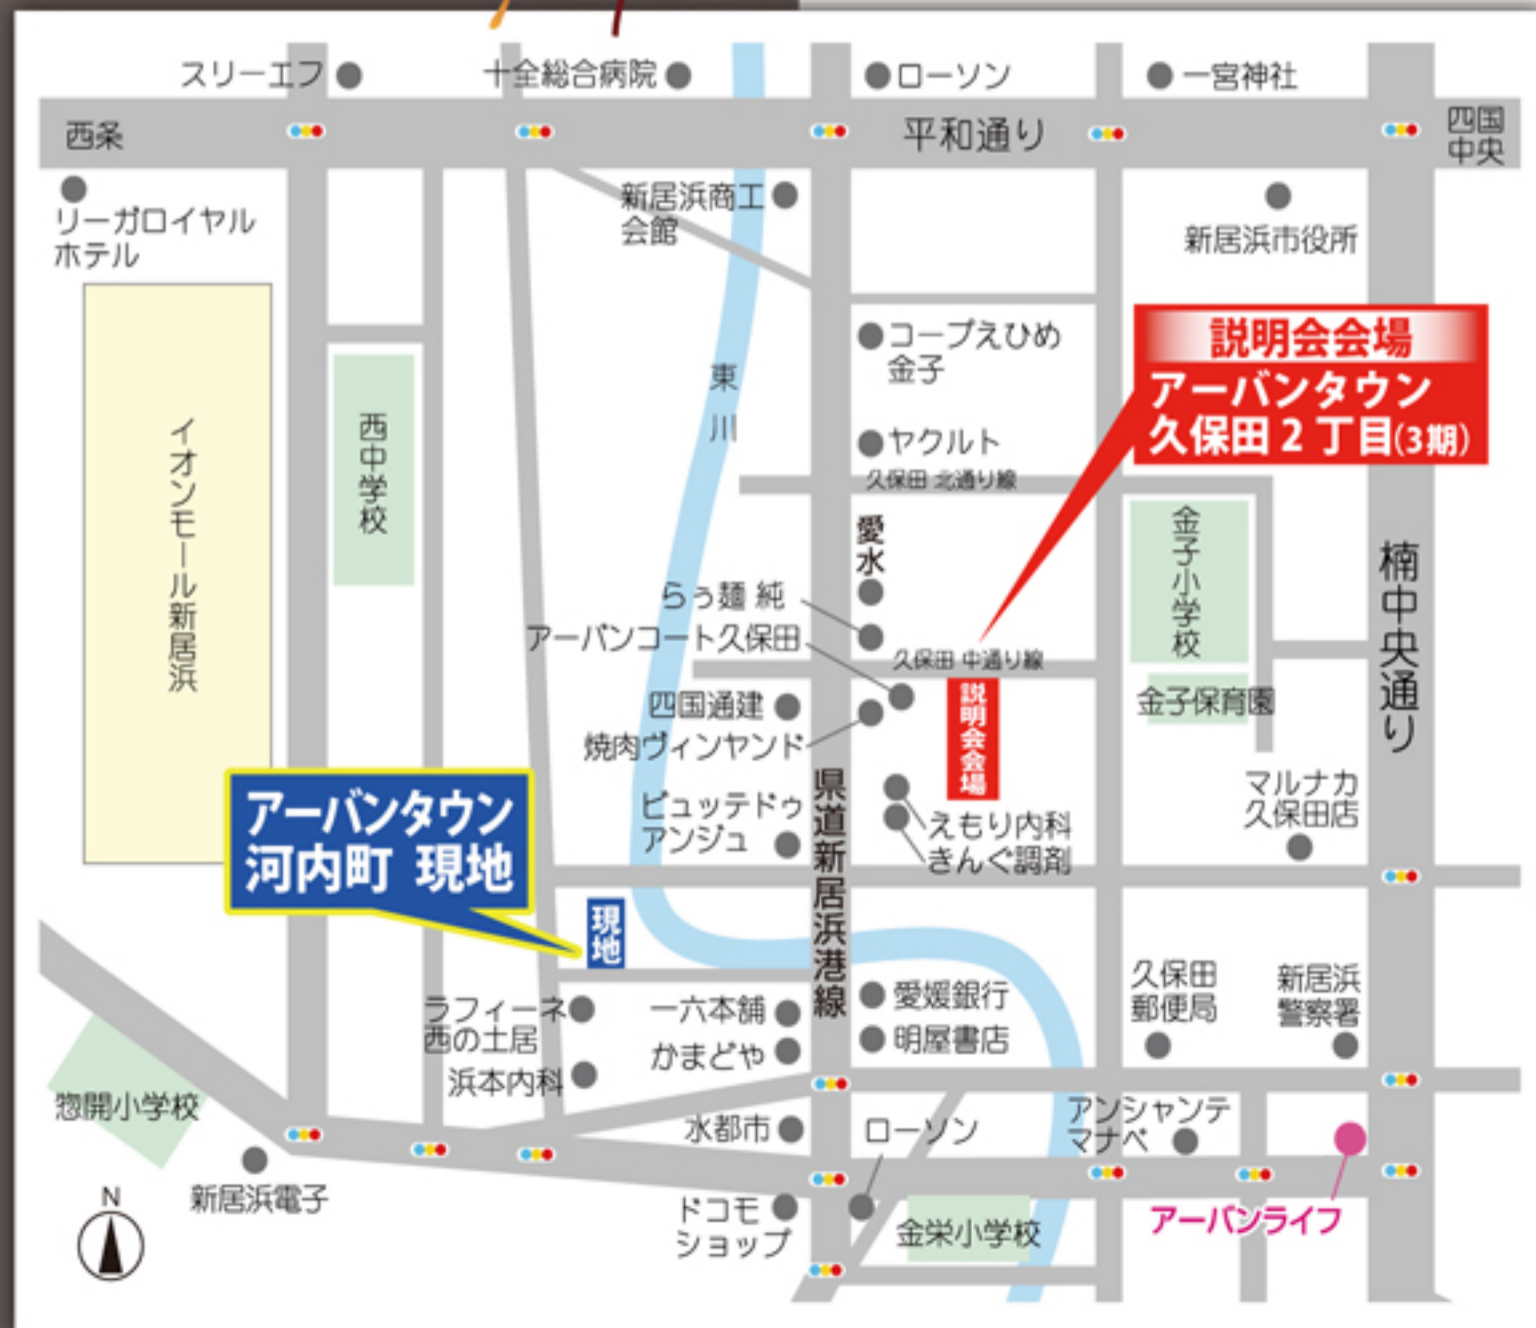 スリーエフ
十全総合病院
ローソン
一宮神社
西条
平和通り
四国
中央
リーガロイヤル
ホテル
新居浜商工
会館
新居浜市役所
イオンモール新居浜
西中学校
東川
コープえひめ
金子
ヤクルト
説明会会場
アーバンタウン
久保田2丁目(3期)
久保田 北通り線
愛水
らぅ麺 純
アーバンコート久保田
久保田 中通り線
金子小学校
金子保育園
楠中央通り
四国通建
焼肉ヴィンヤンド
説明会会場
ビュッテドゥ
アンジュ
県道新居浜港線
えもり内科
きんぐ調剤
マルナカ
久保田店
アーバンタウン
河内町 現地
現地
ラフィーネ
西の土居
浜本内科
一六本舗
かまどや
愛媛銀行
明屋書店
久保田
郵便局
新居浜
警察署
惣開小学校
新居浜電子
水都市
ローソン
アンシャンテ
マナベ
ドコモ
ショップ
金栄小学校
アーバンライフ
N